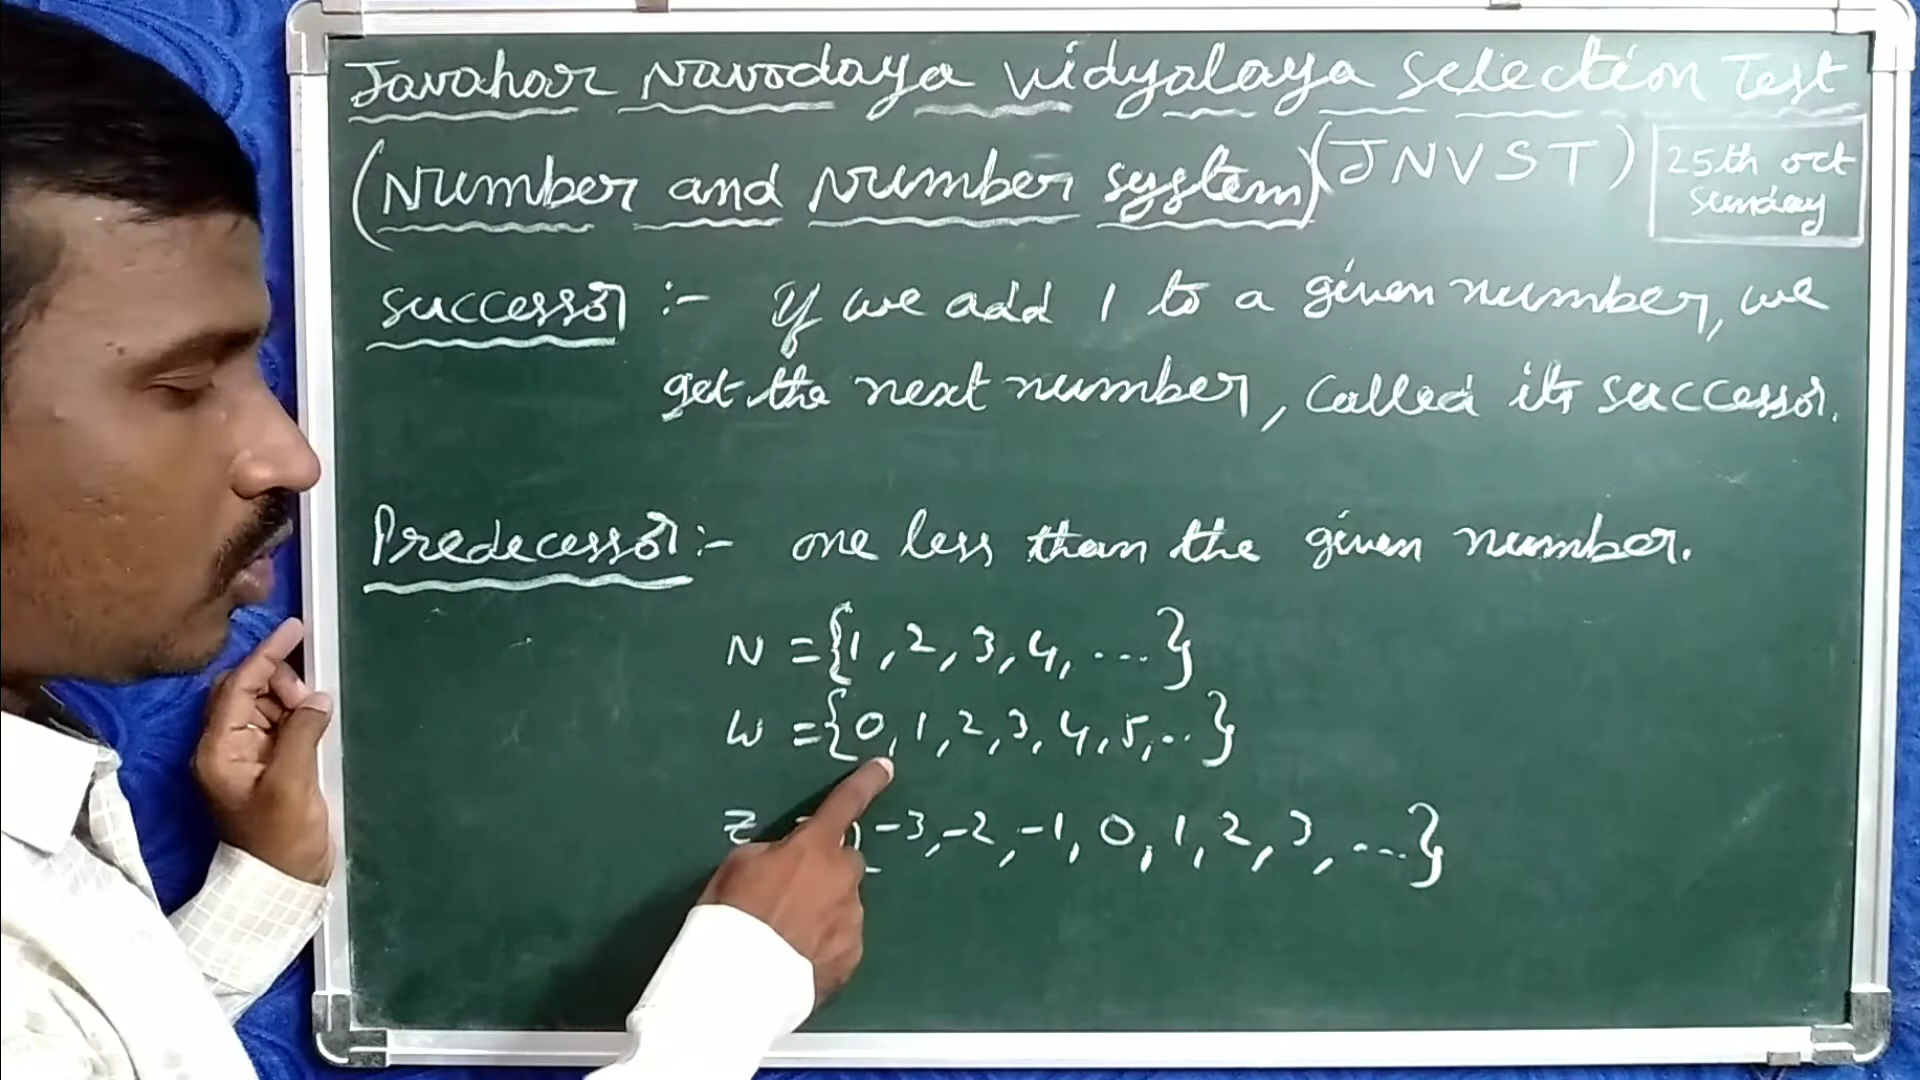 Javahar Navodaya Vidyalaya Selection Test
(Number and Number system) (JNVST) 25th oct
Sunday
Successor :- If we add 1 to a given number, we
get the next number, called its successor.
Predecessor :- one less than the given number.
N = {1, 2, 3, 4, ....}
W = {0, 1, 2, 3, 4, 5, ...}
Z = {-3, -2, -1, 0, 1, 2, 3, ....}